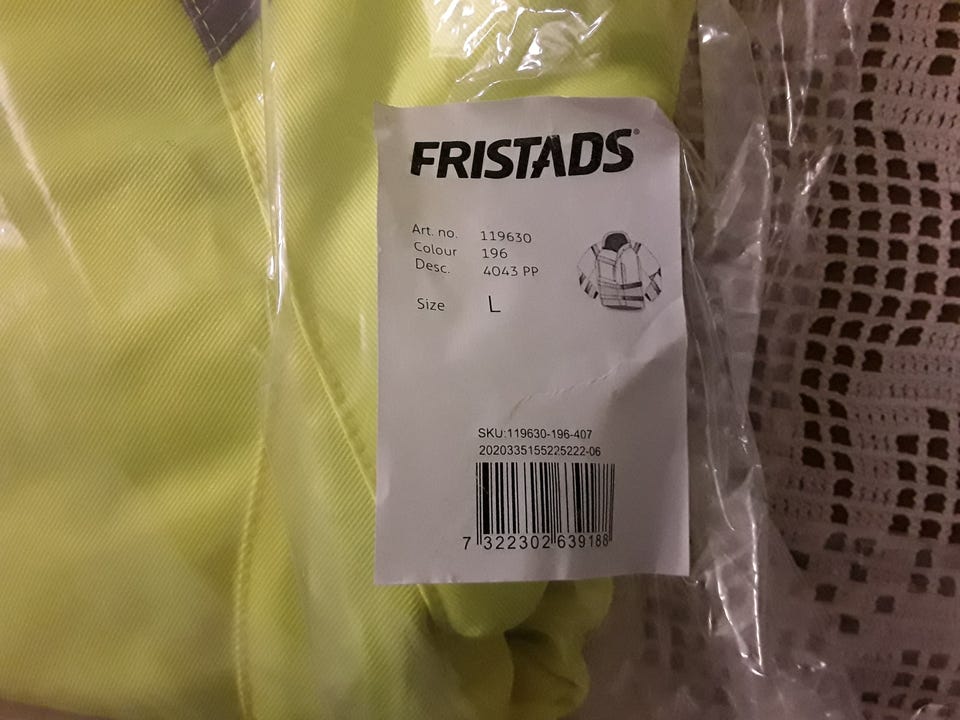 FRISTADS®
Art. no. 119630
Colour 196
Desc. 4043 PP
Size L
SKU:119630-196-407
2020335155225222-06
7 322302 639188